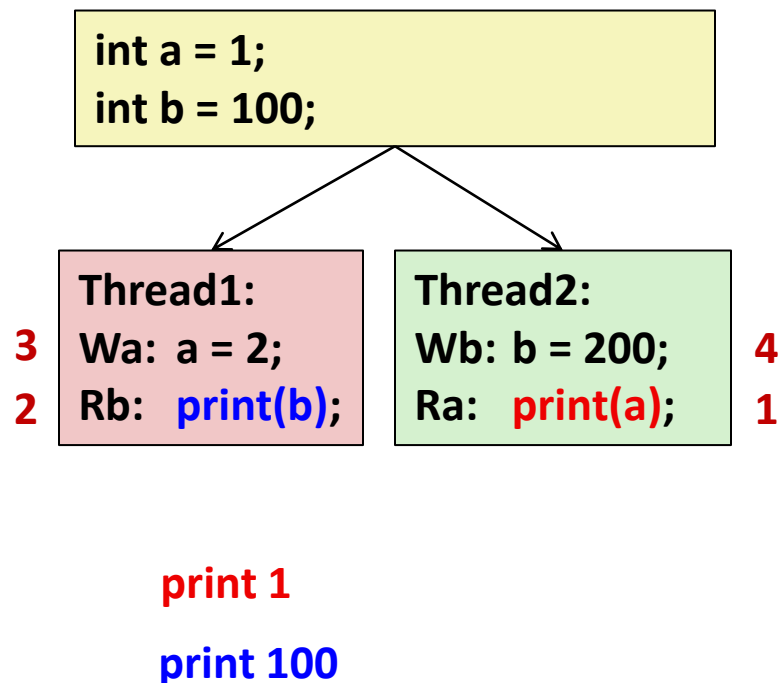 int a = 1;
int b = 100;
Thread1:
3 Wa: a = 2;
2 Rb: print(b);
Thread2:
Wb: b = 200; 4
Ra: print(a); 1
print 1
print 100